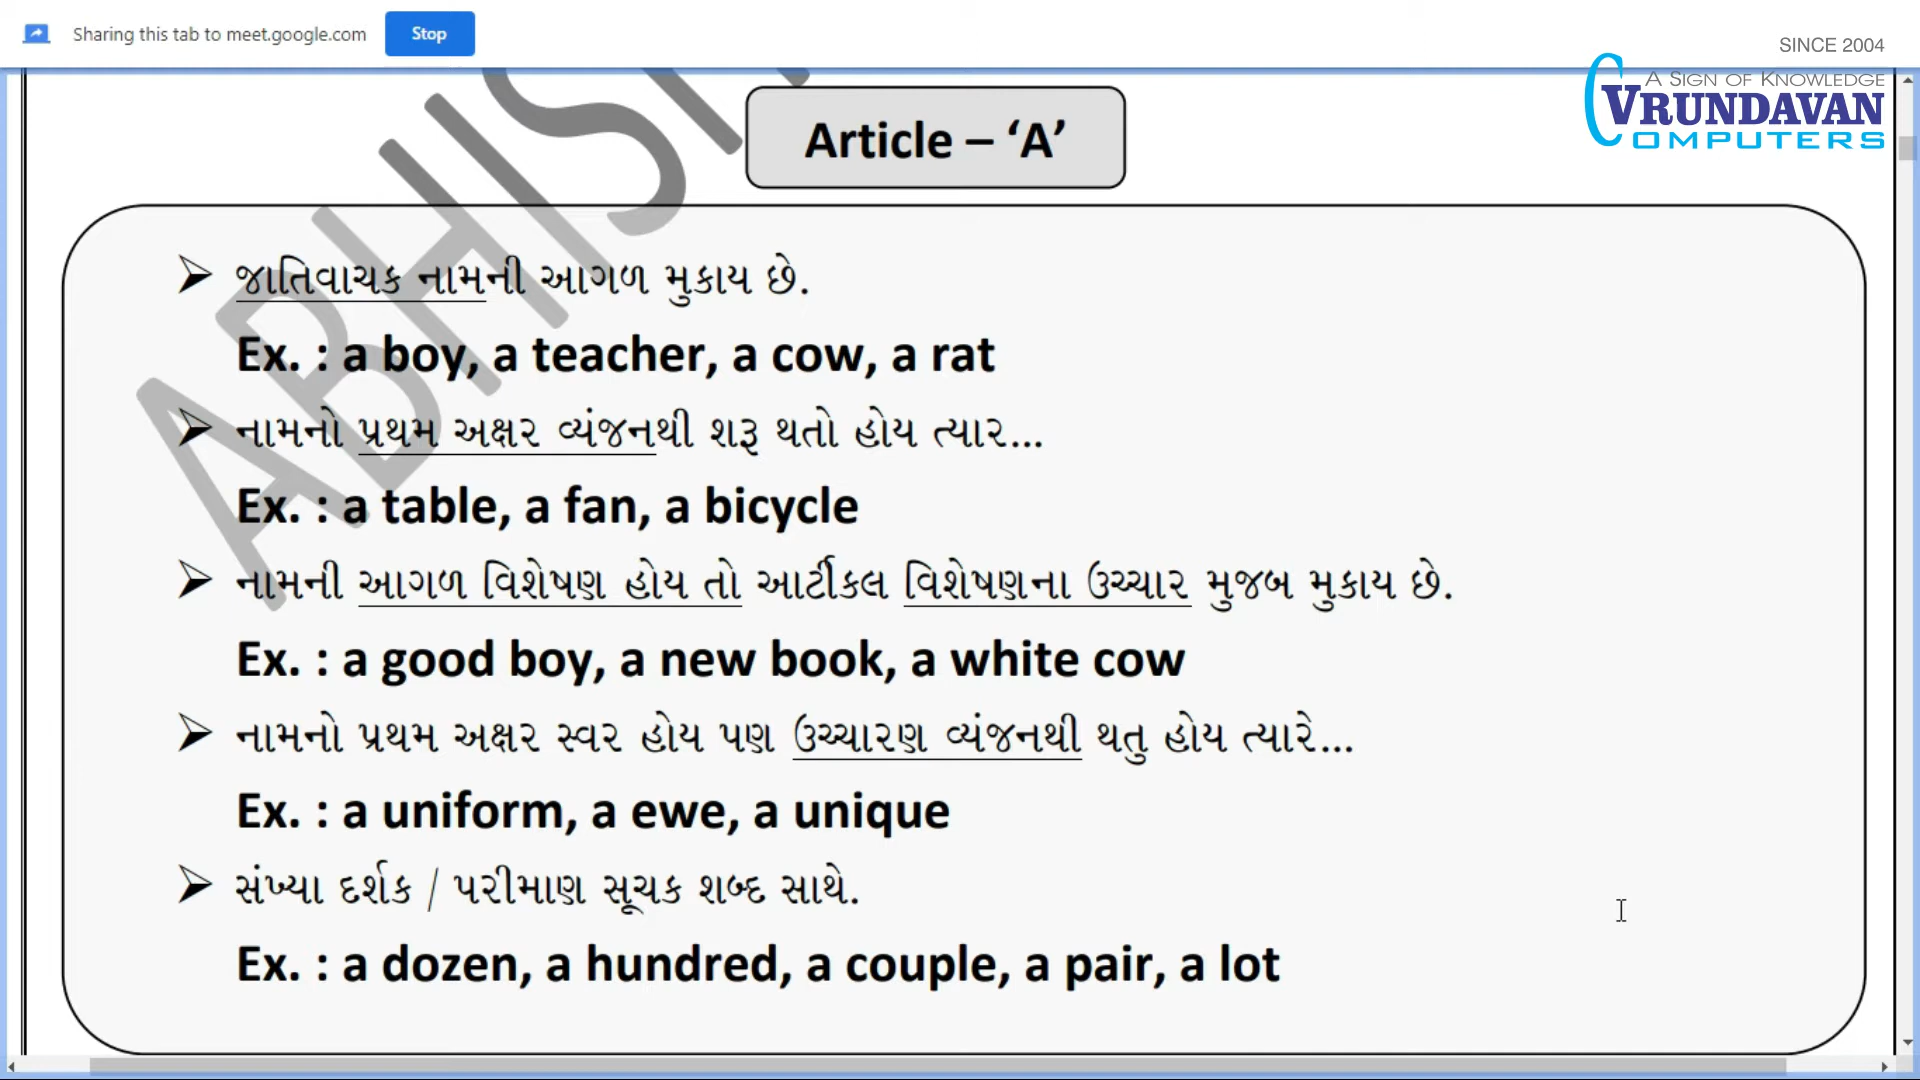 Sharing this tab to meet.google.com
Stop
SINCE 2004
A SIGN OF KNOWLEDGE
VRUNDAVAN
COMPUTERS
Article – ‘A’
જાતિવાચક નામની આગળ મુકાય છે.
Ex. : a boy, a teacher, a cow, a rat
નામનો પ્રથમ અક્ષર વ્યંજનથી શરૂ થતો હોય ત્યાર...
Ex. : a table, a fan, a bicycle
નામની આગળ વિશેષણ હોય તો આર્ટીકલ વિશેષણના ઉચ્ચાર મુજબ મુકાય છે.
Ex. : a good boy, a new book, a white cow
નામનો પ્રથમ અક્ષર સ્વર હોય પણ ઉચ્ચારણ વ્યંજનથી થતુ હોય ત્યારે...
Ex. : a uniform, a ewe, a unique
સંખ્યા દર્શક / પરીમાણ સૂચક શબ્દ સાથે.
Ex. : a dozen, a hundred, a couple, a pair, a lot